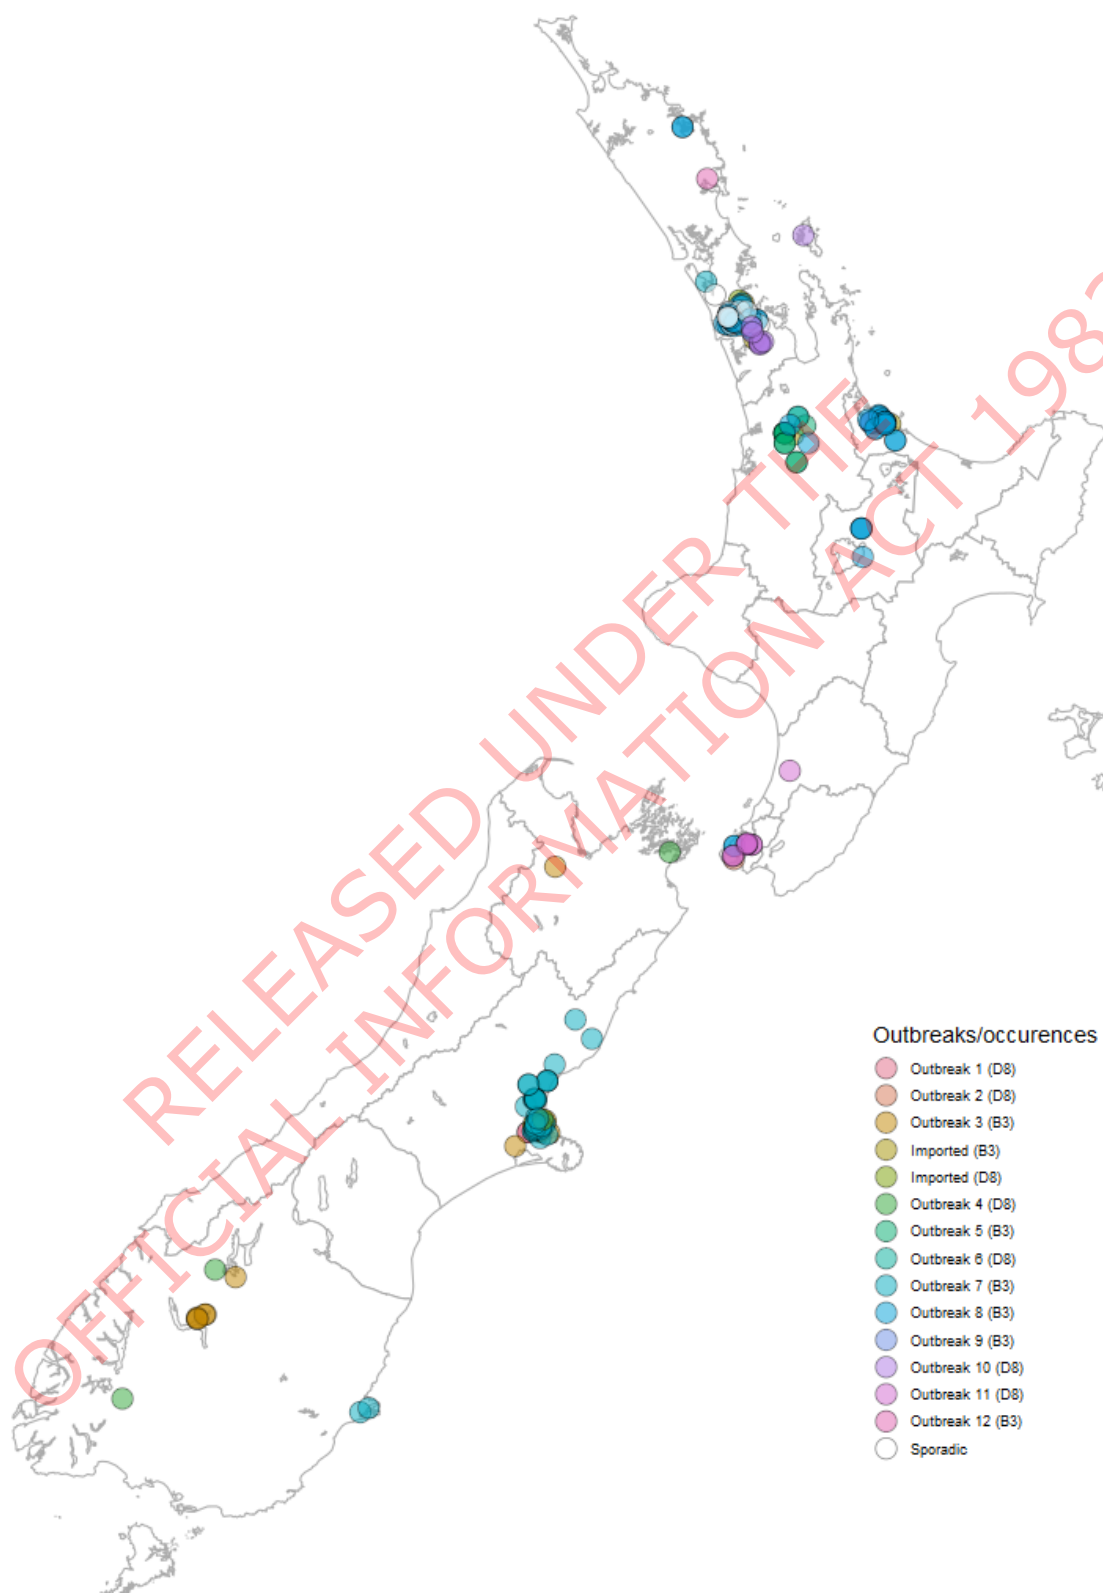 RELEASED UNDER THE
OFFICIAL INFORMATION ACT 1982
Outbreaks/occurences
Outbreak 1 (D8)
Outbreak 2 (D8)
Outbreak 3 (B3)
Imported (B3)
Imported (D8)
Outbreak 4 (D8)
Outbreak 5 (B3)
Outbreak 6 (D8)
Outbreak 7 (B3)
Outbreak 8 (B3)
Outbreak 9 (B3)
Outbreak 10 (D8)
Outbreak 11 (D8)
Outbreak 12 (B3)
Sporadic